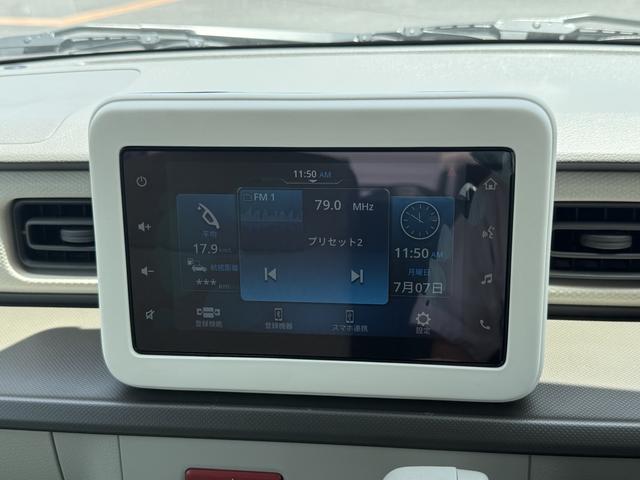 11:50 AM
FM 1
79.0 MHz
プリセット2
平均
17.9 km/L
航続距離
*** km
11:50 AM
月曜日
7月07日
登録機器
スマホ連携
設定